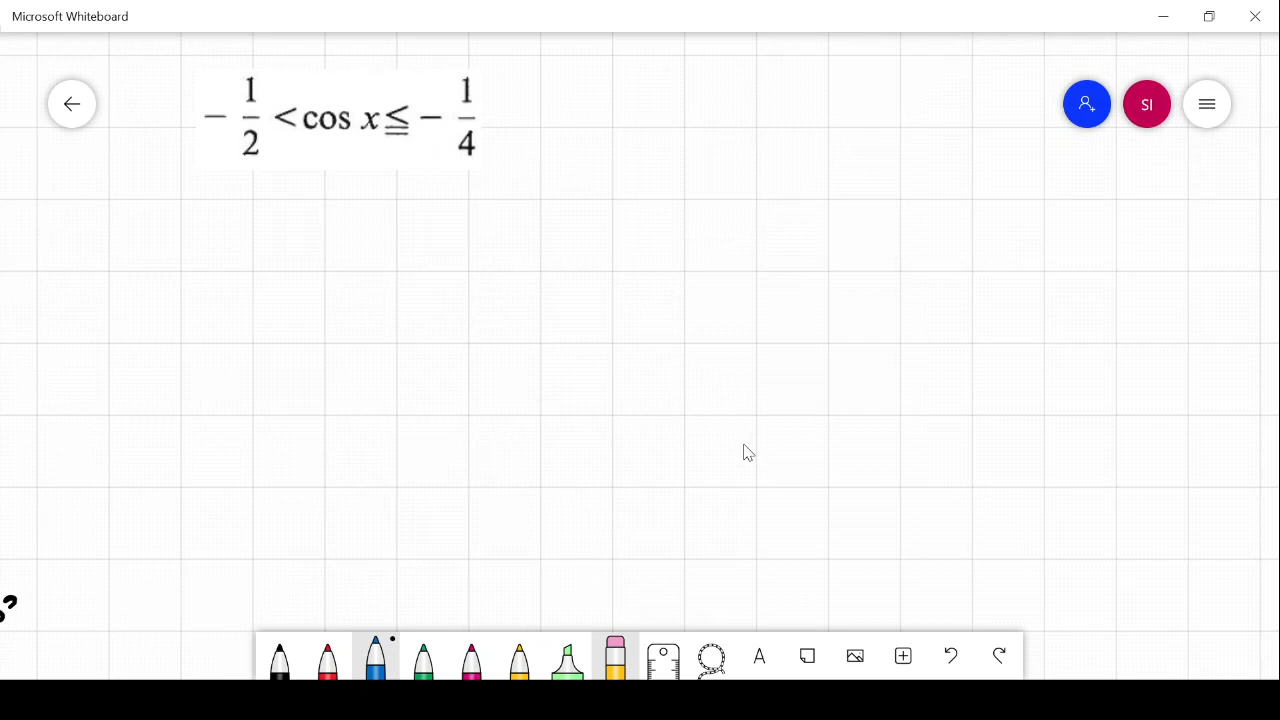 Microsoft Whiteboard
- 1/2 < cos x ≦ - 1/4
SI
?
A